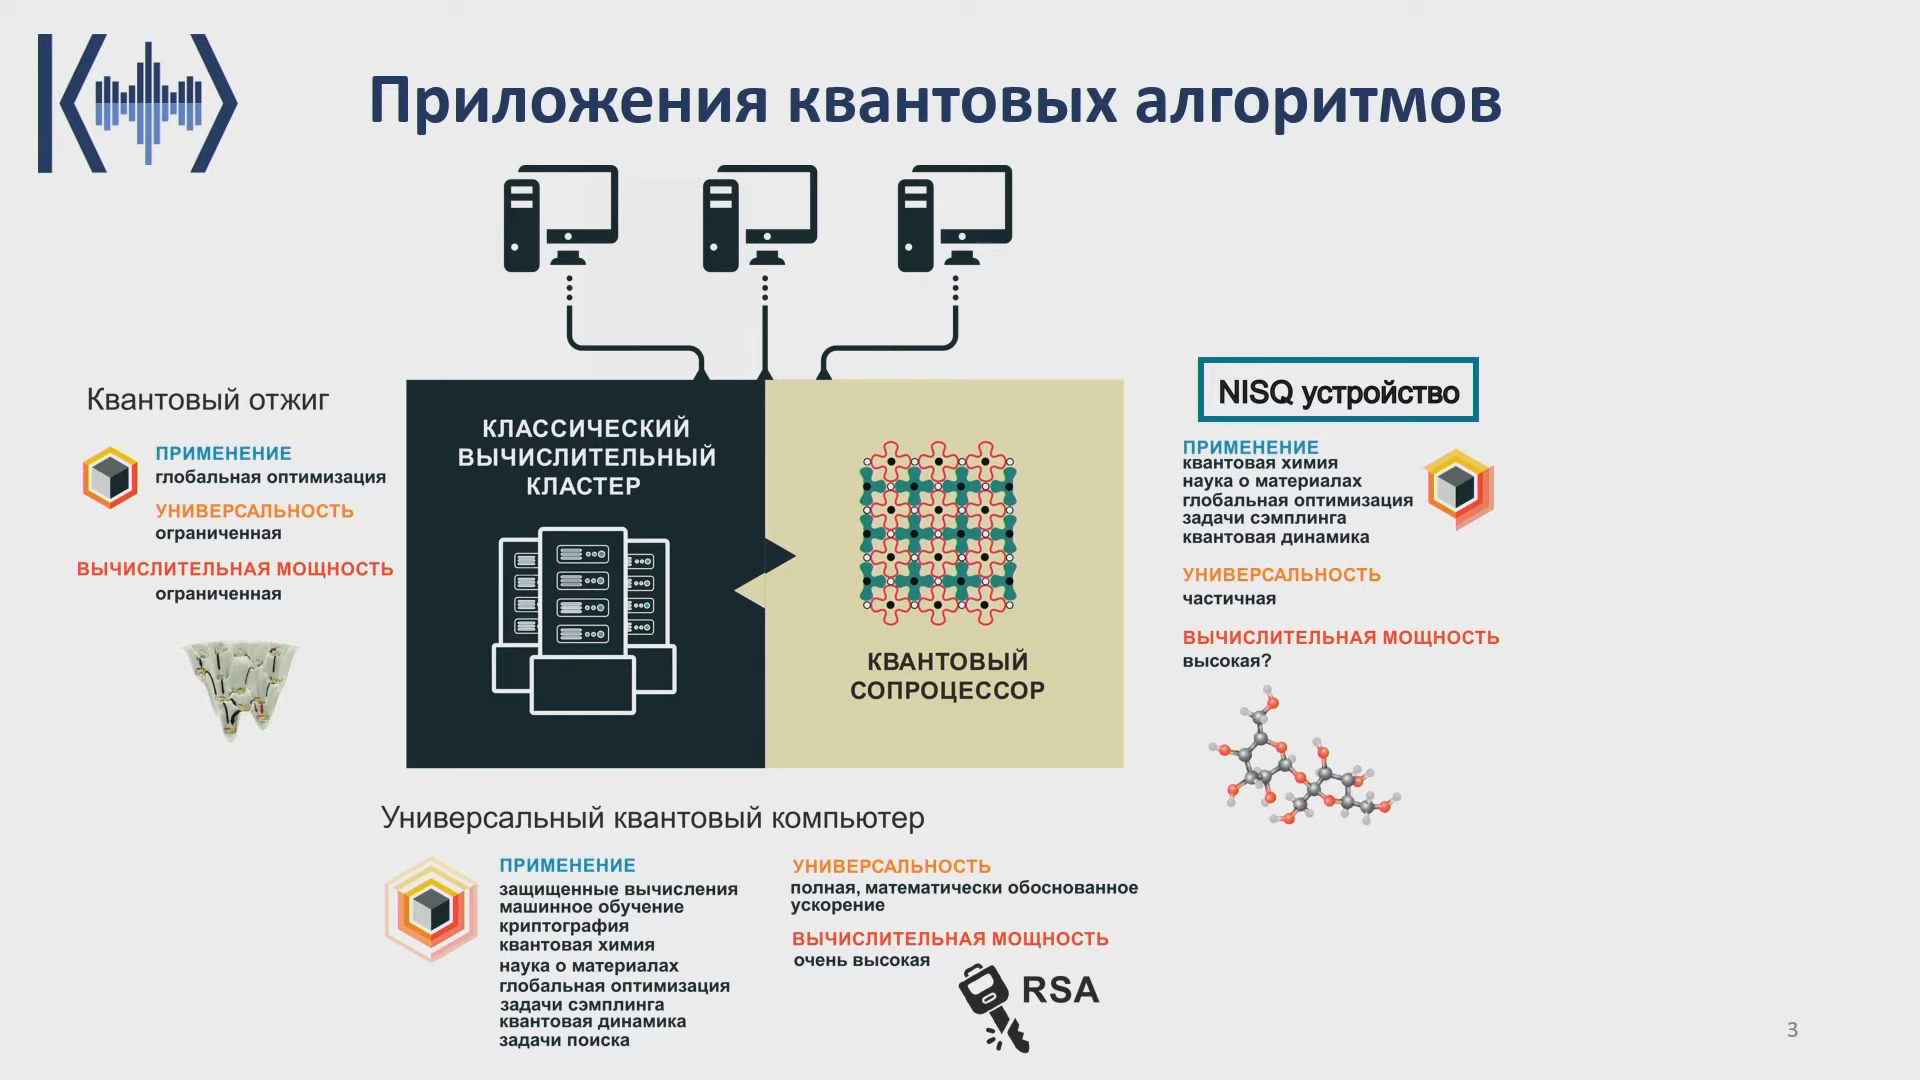 Приложения квантовых алгоритмов
Квантовый отжиг
ПРИМЕНЕНИЕ
глобальная оптимизация
УНИВЕРСАЛЬНОСТЬ
ограниченная
ВЫЧИСЛИТЕЛЬНАЯ МОЩНОСТЬ
ограниченная
КЛАССИЧЕСКИЙ
ВЫЧИСЛИТЕЛЬНЫЙ
КЛАСТЕР
КВАНТОВЫЙ
СОПРОЦЕССОР
NISQ устройство
ПРИМЕНЕНИЕ
квантовая химия
наука о материалах
глобальная оптимизация
задачи сэмплинга
квантовая динамика
УНИВЕРСАЛЬНОСТЬ
частичная
ВЫЧИСЛИТЕЛЬНАЯ МОЩНОСТЬ
высокая?
Универсальный квантовый компьютер
ПРИМЕНЕНИЕ
защищенные вычисления
машинное обучение
криптография
квантовая химия
наука о материалах
глобальная оптимизация
задачи сэмплинга
квантовая динамика
задачи поиска
УНИВЕРСАЛЬНОСТЬ
полная, математически обоснованное
ускорение
ВЫЧИСЛИТЕЛЬНАЯ МОЩНОСТЬ
очень высокая
RSA
3